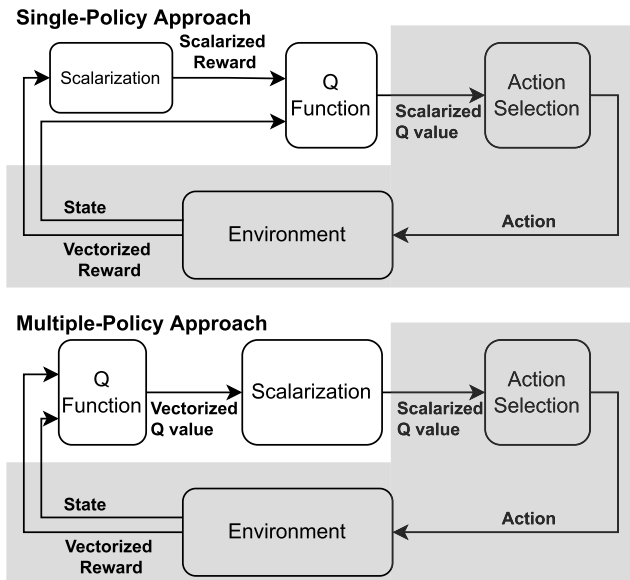 Single-Policy Approach
Scalarization
Scalarized
Reward
Q
Function
Scalarized
Q value
Action
Selection
State
Vectorized
Reward
Environment
Action
Multiple-Policy Approach
Q
Function
Vectorized
Q value
Scalarization
Scalarized
Q value
Action
Selection
State
Vectorized
Reward
Environment
Action